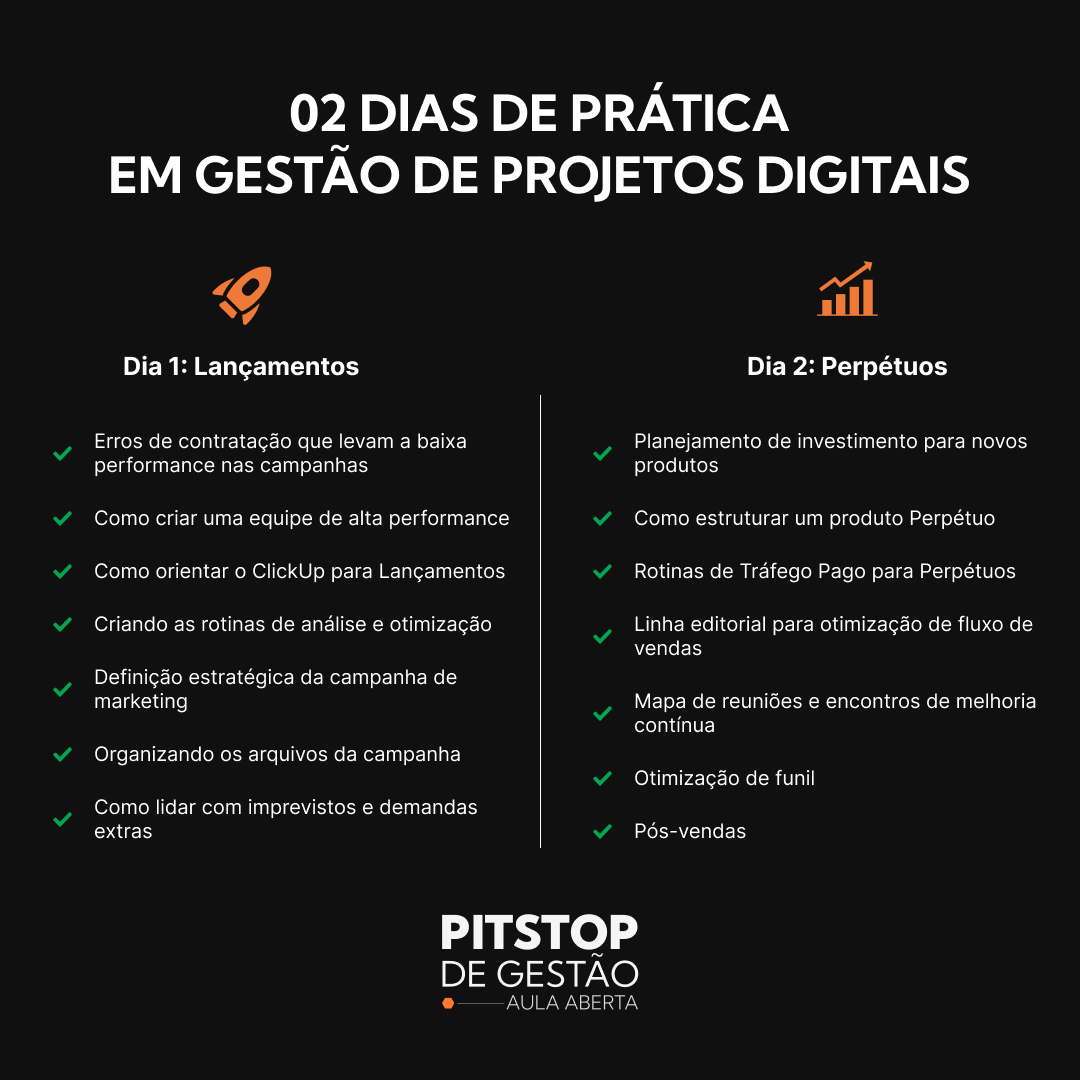 02 DIAS DE PRÁTICA
EM GESTÃO DE PROJETOS DIGITAIS
Dia 1: Lançamentos
Erros de contratação que levam a baixa
performance nas campanhas
Como criar uma equipe de alta performance
Como orientar o ClickUp para Lançamentos
Criando as rotinas de análise e otimização
Definição estratégica da campanha de
marketing
Organizando os arquivos da campanha
Como lidar com imprevistos e demandas
extras
Dia 2: Perpétuos
Planejamento de investimento para novos
produtos
Como estruturar um produto Perpétuo
Rotinas de Tráfego Pago para Perpétuos
Linha editorial para otimização de fluxo de
vendas
Mapa de reuniões e encontros de melhoria
contínua
Otimização de funil
Pós-vendas
PITSTOP
DE GESTÃO
AULA ABERTA